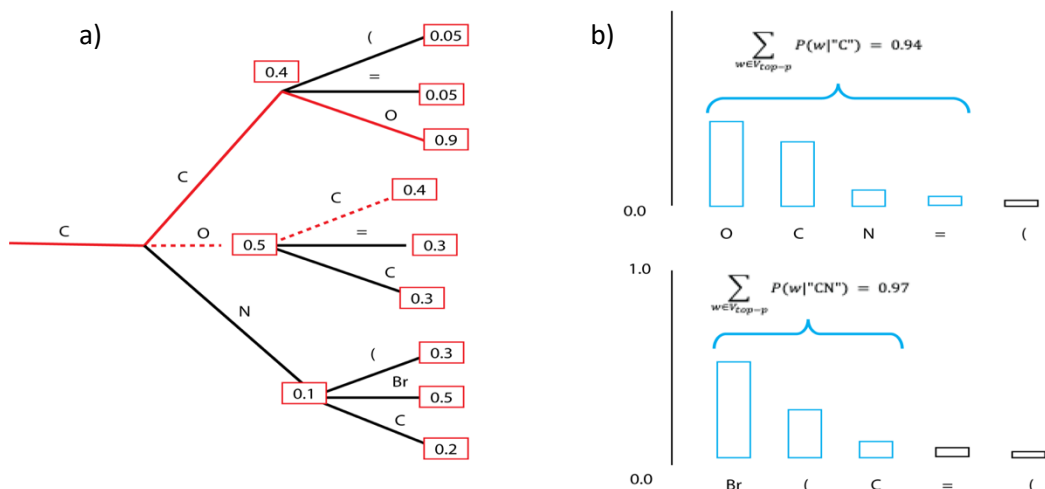 a)
(
0.05
0.4
=
0.05
O
0.9
C
C
0.4
C
O
0.5
=
0.3
C
0.3
N
(
0.3
0.1
Br
0.5
C
0.2
b)
∑ P(w|"C") = 0.94
w∈V_top−p
0.0
O C N = (
1.0
∑ P(w|"CN") = 0.97
w∈V_top−p
0.0
Br ( C = (